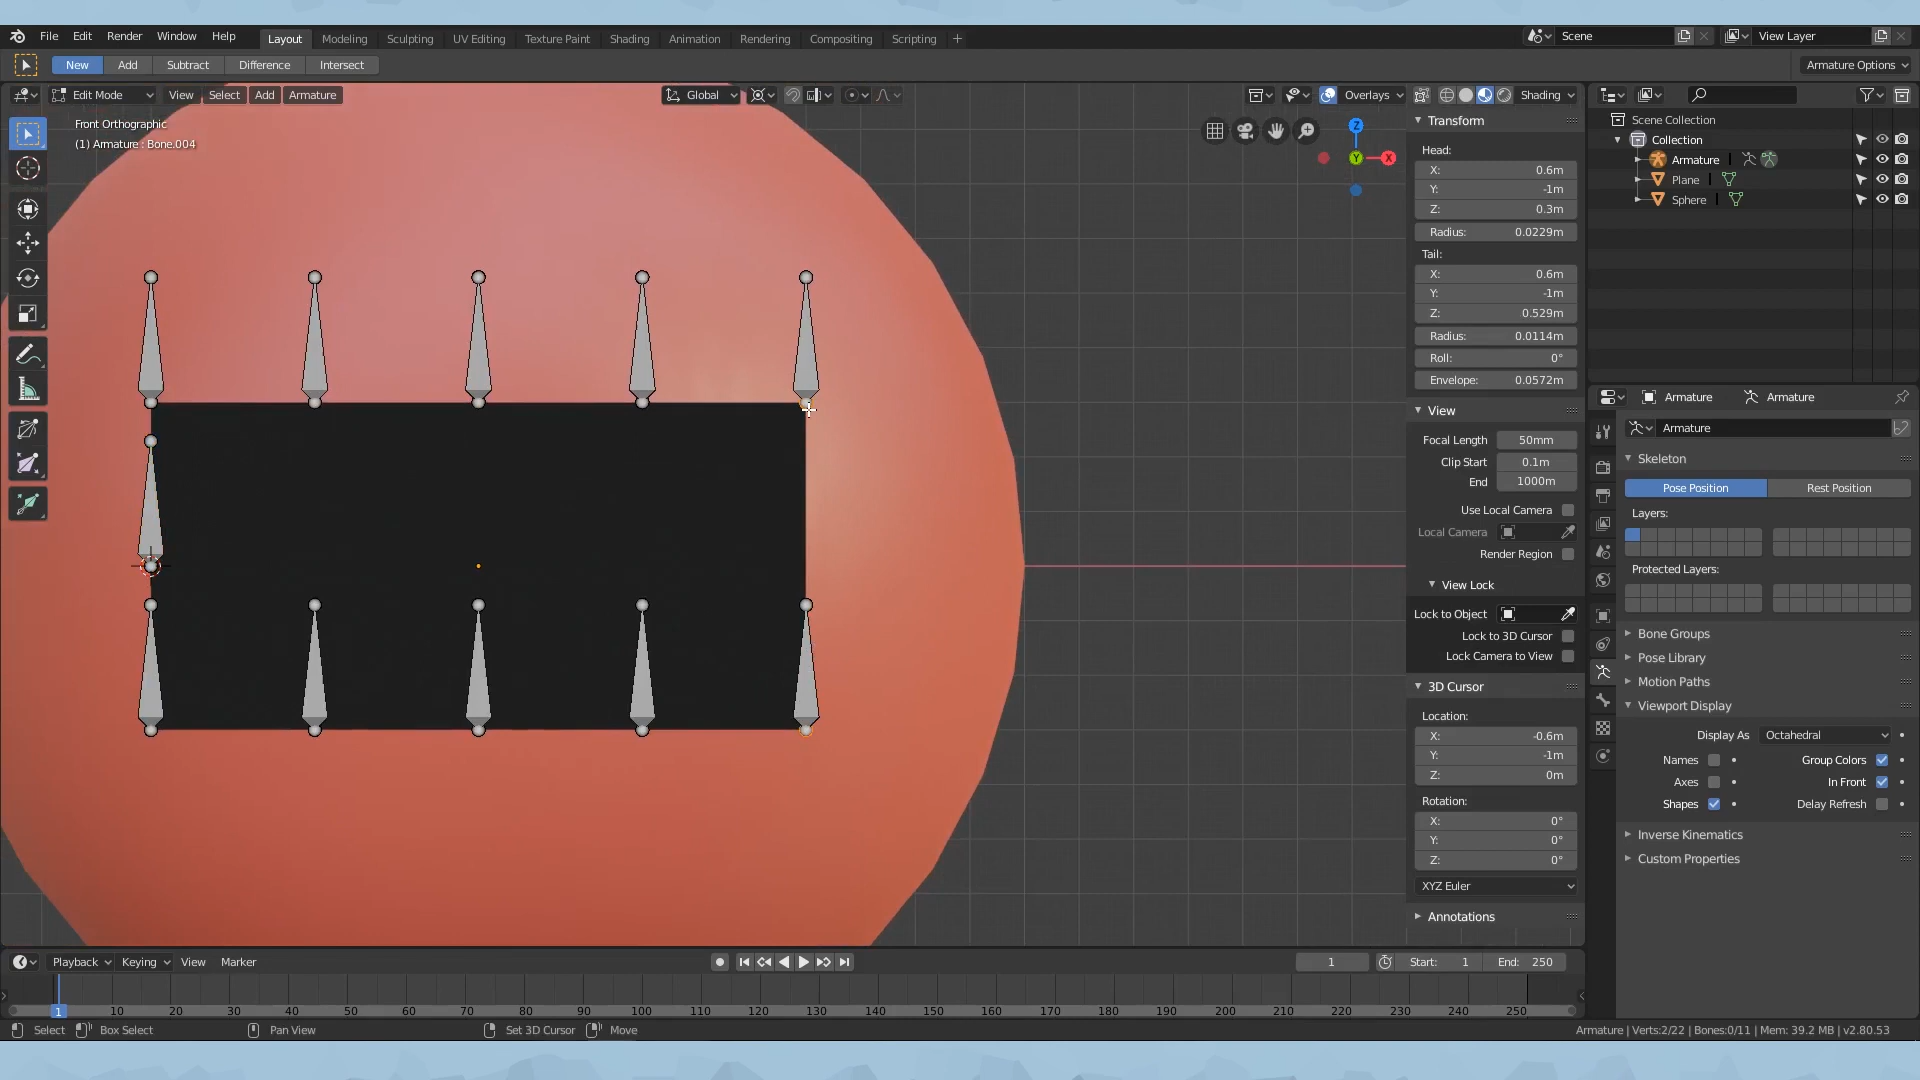 File Edit Render Window Help Layout Modeling Sculpting UV Editing Texture Paint Shading Animation Rendering Compositing Scripting + Scene View Layer
New Add Subtract Difference Intersect Armature Options
Edit Mode View Select Add Armature Global Overlays Shading
Front Orthographic
(1) Armature : Bone.004
Z
Y
X
Transform
Head:
X: 0.6m
Y: -1m
Z: 0.3m
Radius: 0.0229m
Tail:
X: 0.6m
Y: -1m
Z: 0.529m
Radius: 0.0114m
Roll: 0°
Envelope: 0.0572m
View
Focal Length 50mm
Clip Start 0.1m
End 1000m
Use Local Camera
Local Camera
Render Region
View Lock
Lock to Object
Lock to 3D Cursor
Lock Camera to View
3D Cursor
Location:
X: -0.6m
Y: -1m
Z: 0m
Rotation:
X: 0°
Y: 0°
Z: 0°
XYZ Euler
Annotations
Scene Collection
Collection
Armature
Plane
Sphere
Armature Armature
Armature
Skeleton
Pose Position Rest Position
Layers:
Protected Layers:
Bone Groups
Pose Library
Motion Paths
Viewport Display
Display As Octahedral
Names Group Colors
Axes In Front
Shapes Delay Refresh
Inverse Kinematics
Custom Properties
Playback Keying View Marker 1 Start: 1 End: 250
1 10 20 30 40 50 60 70 80 90 100 110 120 130 140 150 160 170 180 190 200 210 220 230 240 250
Select Box Select Pan View Set 3D Cursor Move Armature | Verts:2/22 | Bones:0/11 | Mem: 39.2 MB | v2.80.53